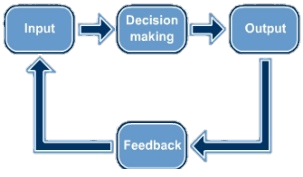 Input
Decision
making
Output
Feedback